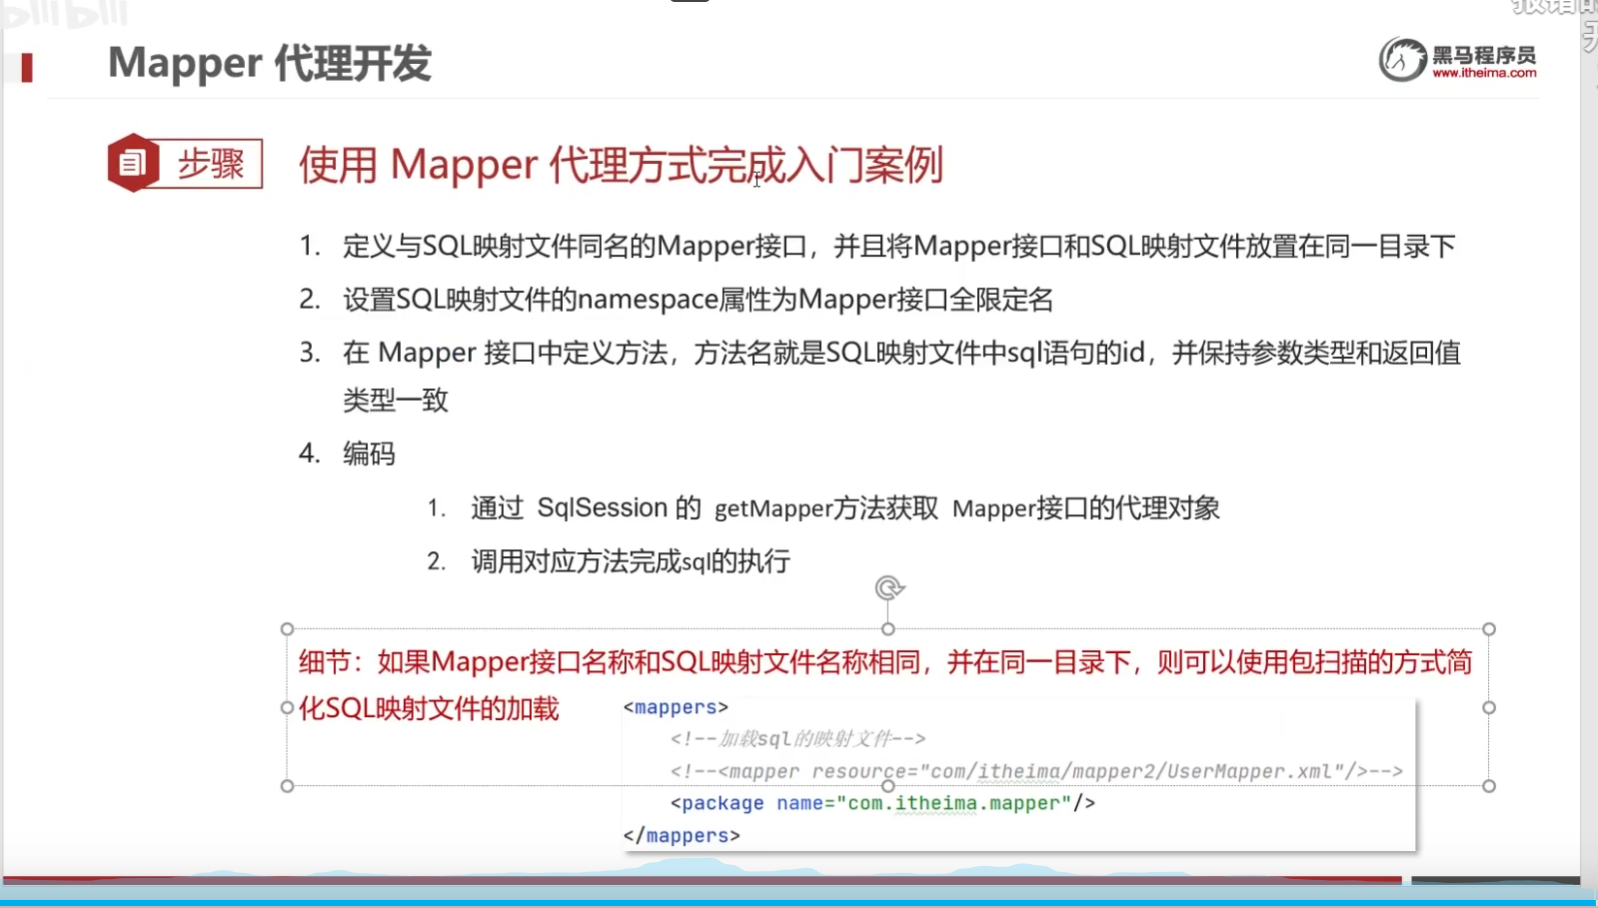 Mapper 代理开发
黑马程序员
www.itheima.com
步骤
使用 Mapper 代理方式完成入门案例
1. 定义与SQL映射文件同名的Mapper接口，并且将Mapper接口和SQL映射文件放置在同一目录下
2. 设置SQL映射文件的namespace属性为Mapper接口全限定名
3. 在 Mapper 接口中定义方法，方法名就是SQL映射文件中sql语句的id，并保持参数类型和返回值
类型一致
4. 编码
1. 通过 SqlSession 的 getMapper方法获取 Mapper接口的代理对象
2. 调用对应方法完成sql的执行
细节：如果Mapper接口名称和SQL映射文件名称相同，并在同一目录下，则可以使用包扫描的方式简
化SQL映射文件的加载
<mappers>
<!--加载sql的映射文件-->
<!--<mapper resource="com/itheima/mapper2/UserMapper.xml"/>-->
<package name="com.itheima.mapper"/>
</mappers>